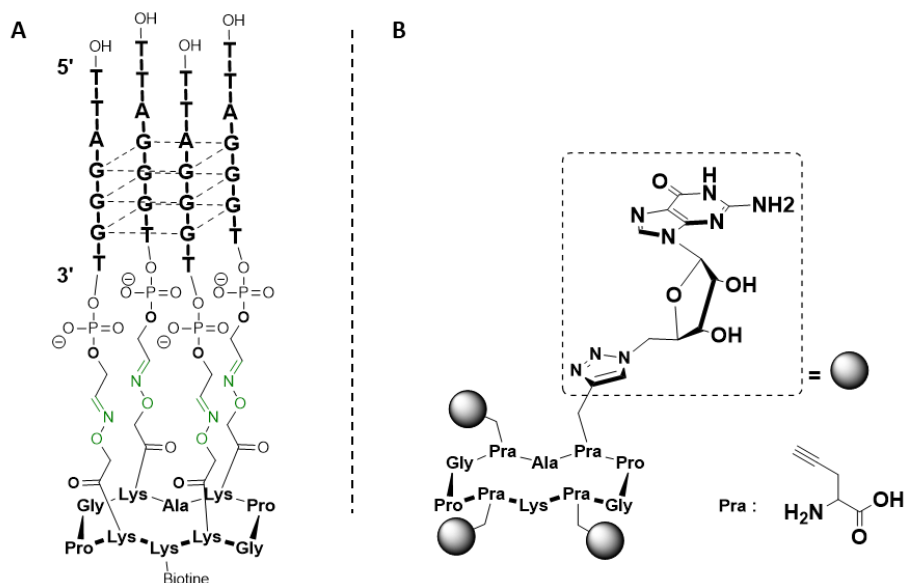 A
5'
3'
OH
T
T
A
G
G
G
T
OH
T
T
A
G
G
G
T
OH
T
T
A
G
G
G
T
OH
T
T
A
G
G
G
T
O
⊖O-P=O
O
O
⊖O-P=O
O
O
⊖O-P=O
O
O
⊖O-P=O
O
N
O
O
N
O
O
N
O
O
N
O
O
Gly Lys Ala Lys Pro
Pro Lys Lys Lys Gly
Biotine
B
O
H
N
N
N
N
N
NH2
O
OH
OH
N
N
N
=
Gly Pra Ala Pra Pro
Pro Pra Lys Pra Gly
Pra :
H2N
OH
O